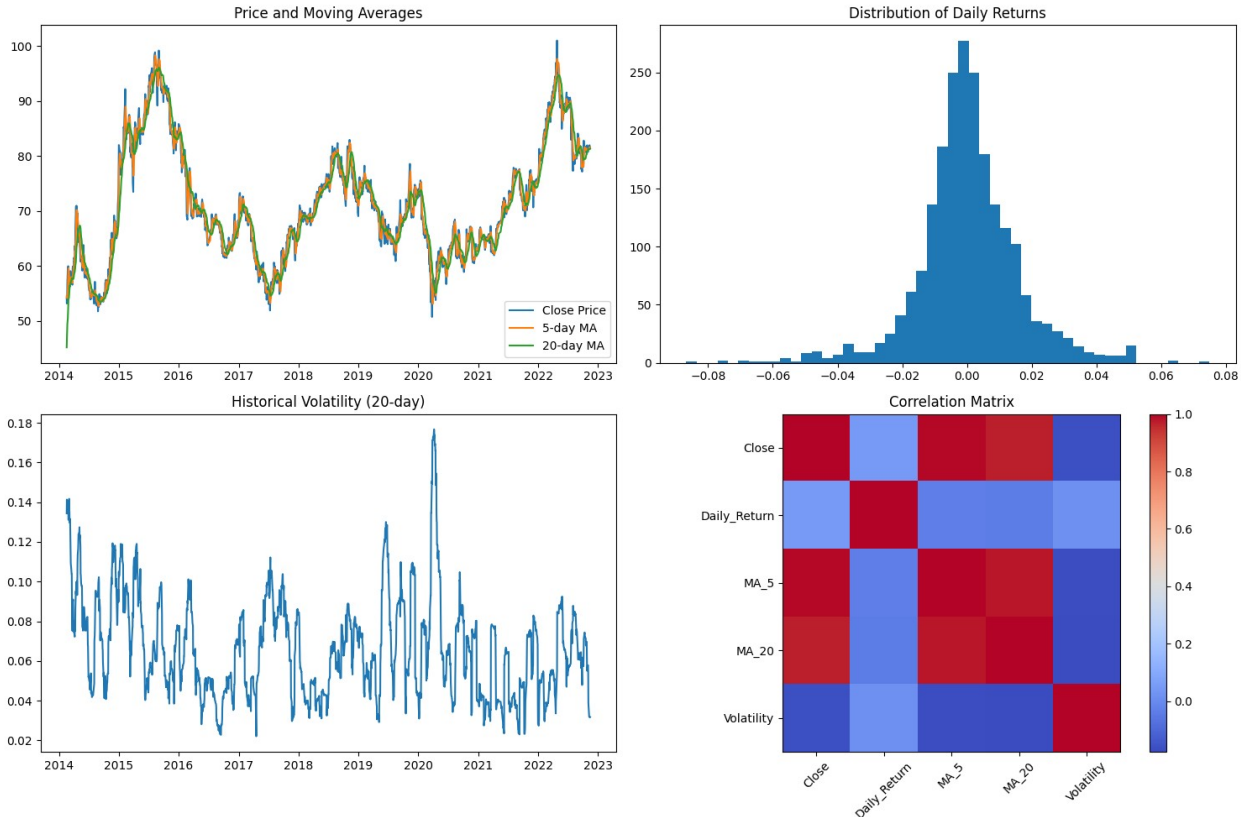 Price and Moving Averages
100
90
80
70
60
50
2014 2015 2016 2017 2018 2019 2020 2021 2022 2023
Close Price
5-day MA
20-day MA
Distribution of Daily Returns
250
200
150
100
50
0
−0.08 −0.06 −0.04 −0.02 0.00 0.02 0.04 0.06 0.08
Historical Volatility (20-day)
0.18
0.16
0.14
0.12
0.10
0.08
0.06
0.04
0.02
2014 2015 2016 2017 2018 2019 2020 2021 2022 2023
Correlation Matrix
Close
Daily_Return
MA_5
MA_20
Volatility
Close Daily_Return MA_5 MA_20 Volatility
1.0
0.8
0.6
0.4
0.2
0.0